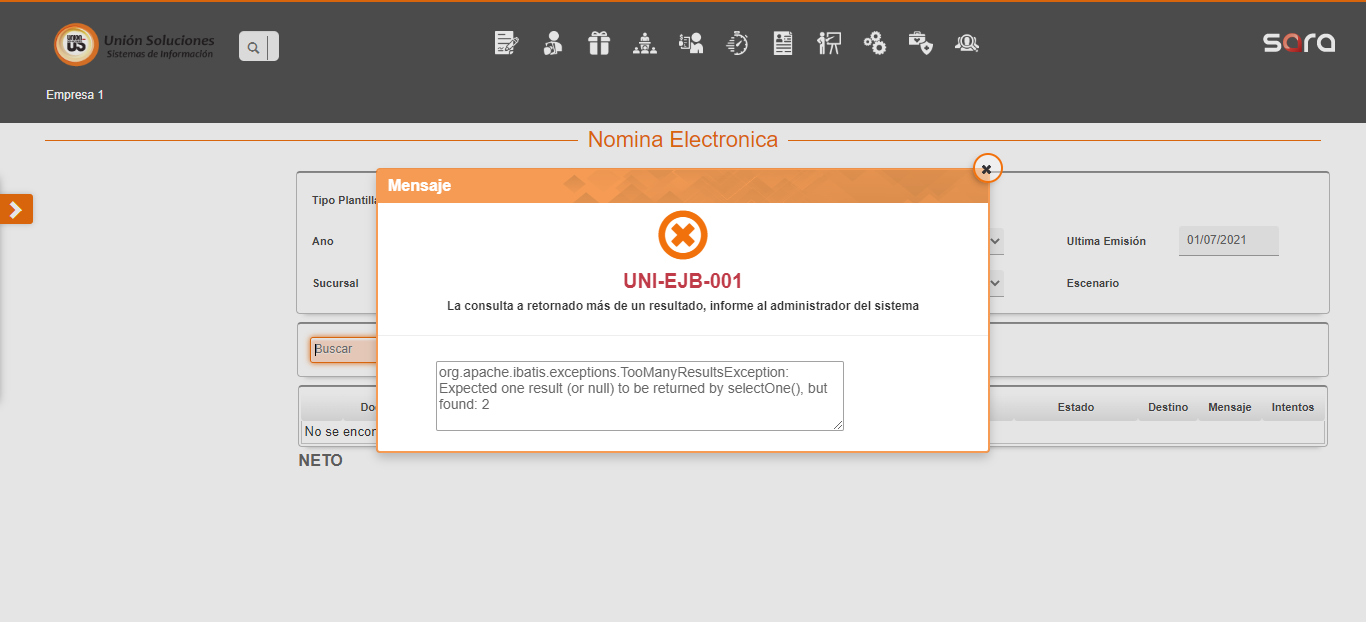 UNION
US
Unión Soluciones
Sistemas de Información
sara
Empresa 1
Nomina Electronica
Mensaje
UNI-EJB-001
La consulta a retornado más de un resultado, informe al administrador del sistema
org.apache.ibatis.exceptions.TooManyResultsException:
Expected one result (or null) to be returned by selectOne(), but
found: 2
Tipo Plantilla
Ano
Ultima Emisión
01/07/2021
Sucursal
Escenario
Buscar
Estado
Destino
Mensaje
Intentos
No se
NETO